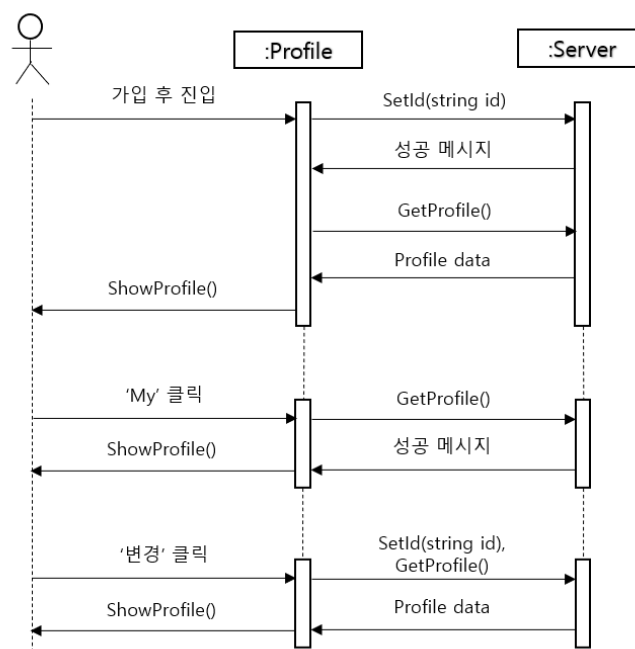 :Profile
:Server
가입 후 진입
SetId(string id)
성공 메시지
GetProfile()
Profile data
ShowProfile()
‘My’ 클릭
GetProfile()
ShowProfile()
성공 메시지
‘변경‘ 클릭
SetId(string id),
GetProfile()
ShowProfile()
Profile data